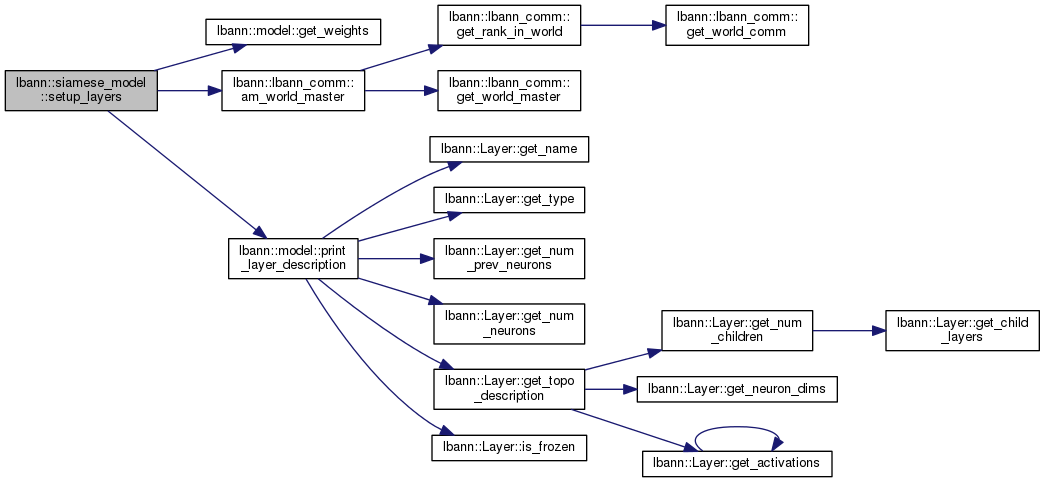 lbann::siamese_model
::setup_layers
lbann::model::get_weights
lbann::lbann_comm::
am_world_master
lbann::lbann_comm::
get_rank_in_world
lbann::lbann_comm::
get_world_comm
lbann::lbann_comm::
get_world_master
lbann::model::print
_layer_description
lbann::Layer::get_name
lbann::Layer::get_type
lbann::Layer::get_num
_prev_neurons
lbann::Layer::get_num
_neurons
lbann::Layer::get_topo
_description
lbann::Layer::get_num
_children
lbann::Layer::get_child
_layers
lbann::Layer::get_neuron_dims
lbann::Layer::get_activations
lbann::Layer::is_frozen